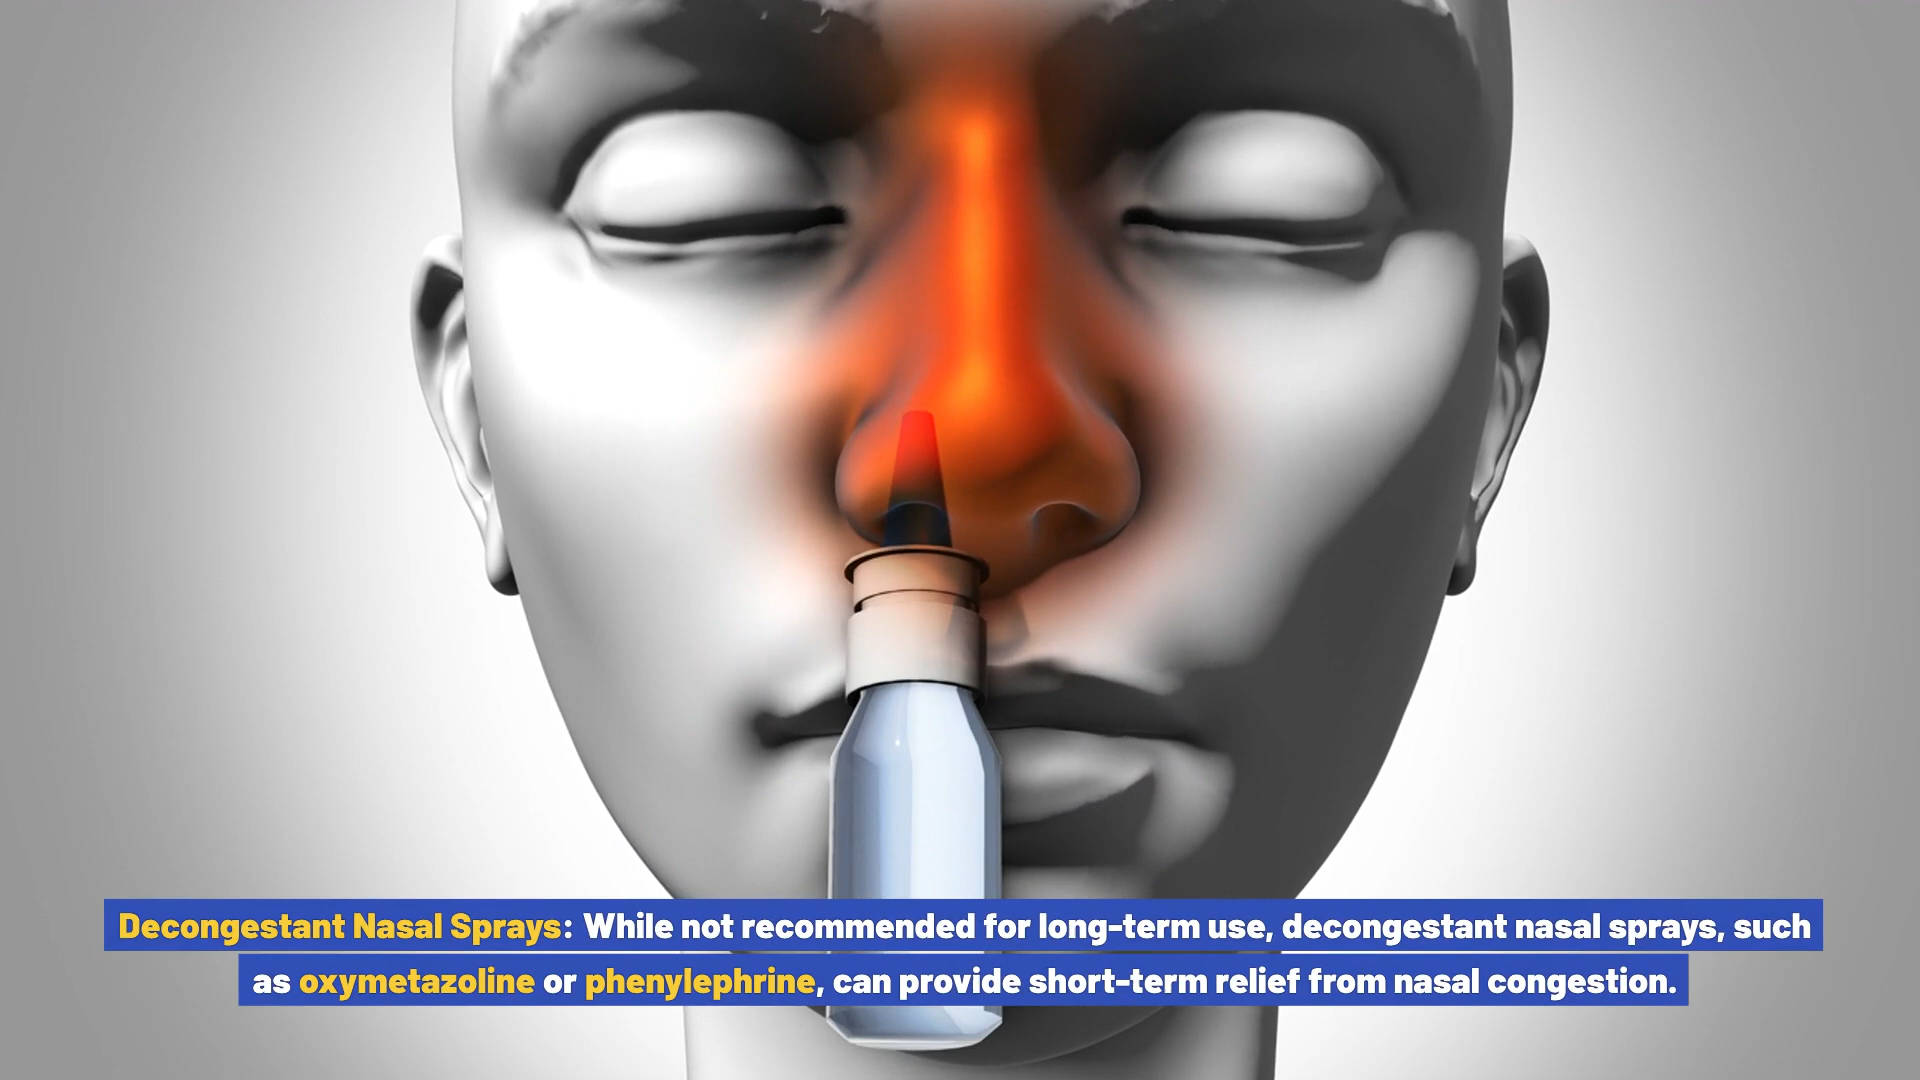 Decongestant Nasal Sprays: While not recommended for long-term use, decongestant nasal sprays, such
as oxymetazoline or phenylephrine, can provide short-term relief from nasal congestion.